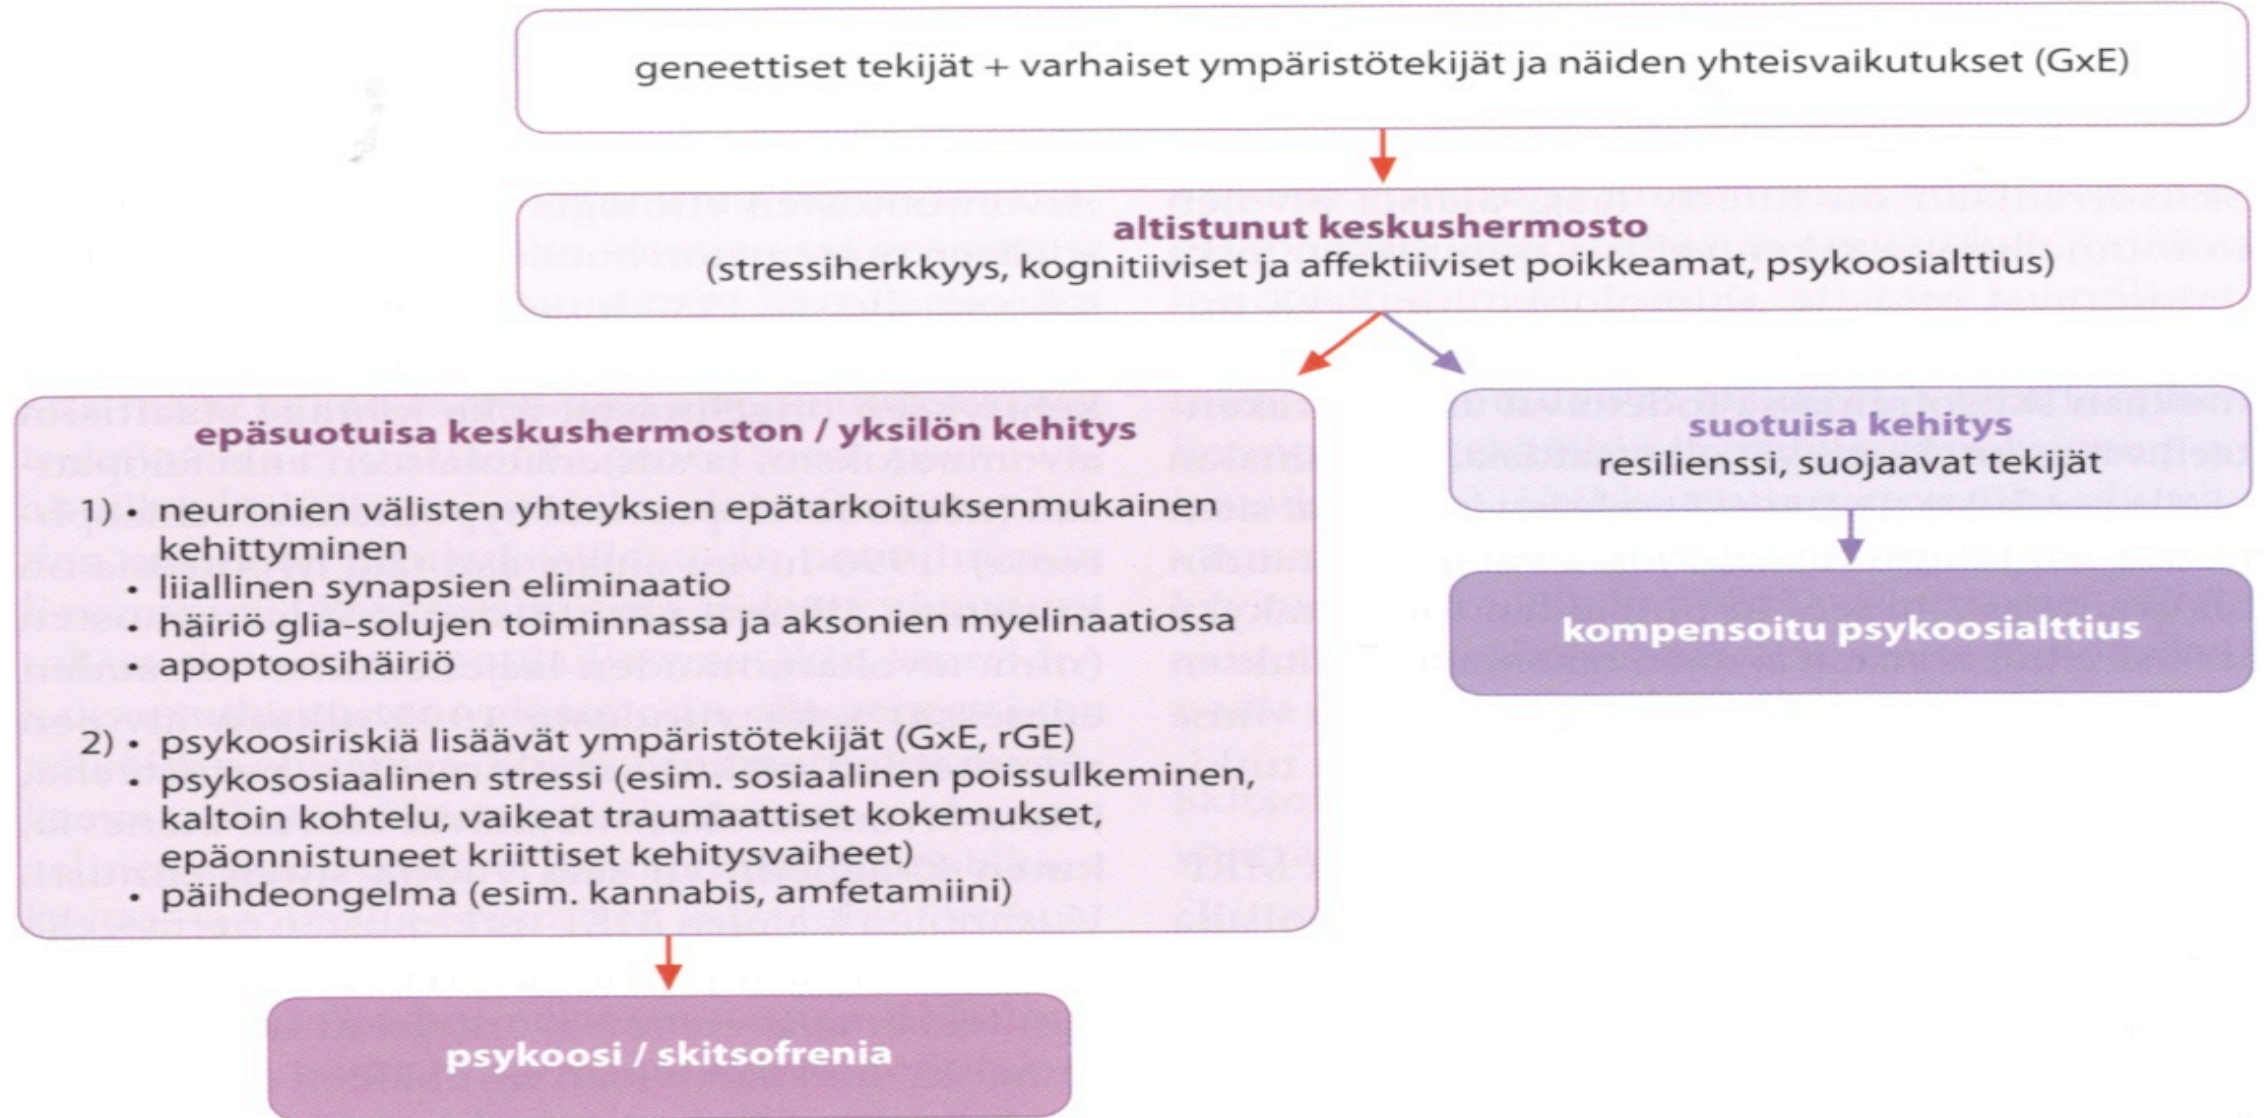 geneettiset tekijät + varhaiset ympäristötekijät ja näiden yhteisvaikutukset (GxE)
altistunut keskushermosto
(stressiherkkyys, kognitiiviset ja affektiiviset poikkeamat, psykoosialttius)
epäsuotuisa keskushermoston / yksilön kehitys
1) • neuronien välisten yhteyksien epätarkoituksenmukainen
kehittyminen
• liiallinen synapsien eliminaatio
• häiriö glia-solujen toiminnassa ja aksonien myelinaatiossa
• apoptoosihäiriö
2) • psykoosiriskiä lisäävät ympäristötekijät (GxE, rGE)
• psykososiaalinen stressi (esim. sosiaalinen poissulkeminen,
kaltoin kohtelu, vaikeat traumaattiset kokemukset,
epäonnistuneet kriittiset kehitysvaiheet)
• päihdeongelma (esim. kannabis, amfetamiini)
suotuisa kehitys
resilienssi, suojaavat tekijät
kompensoitu psykoosialttius
psykoosi / skitsofrenia